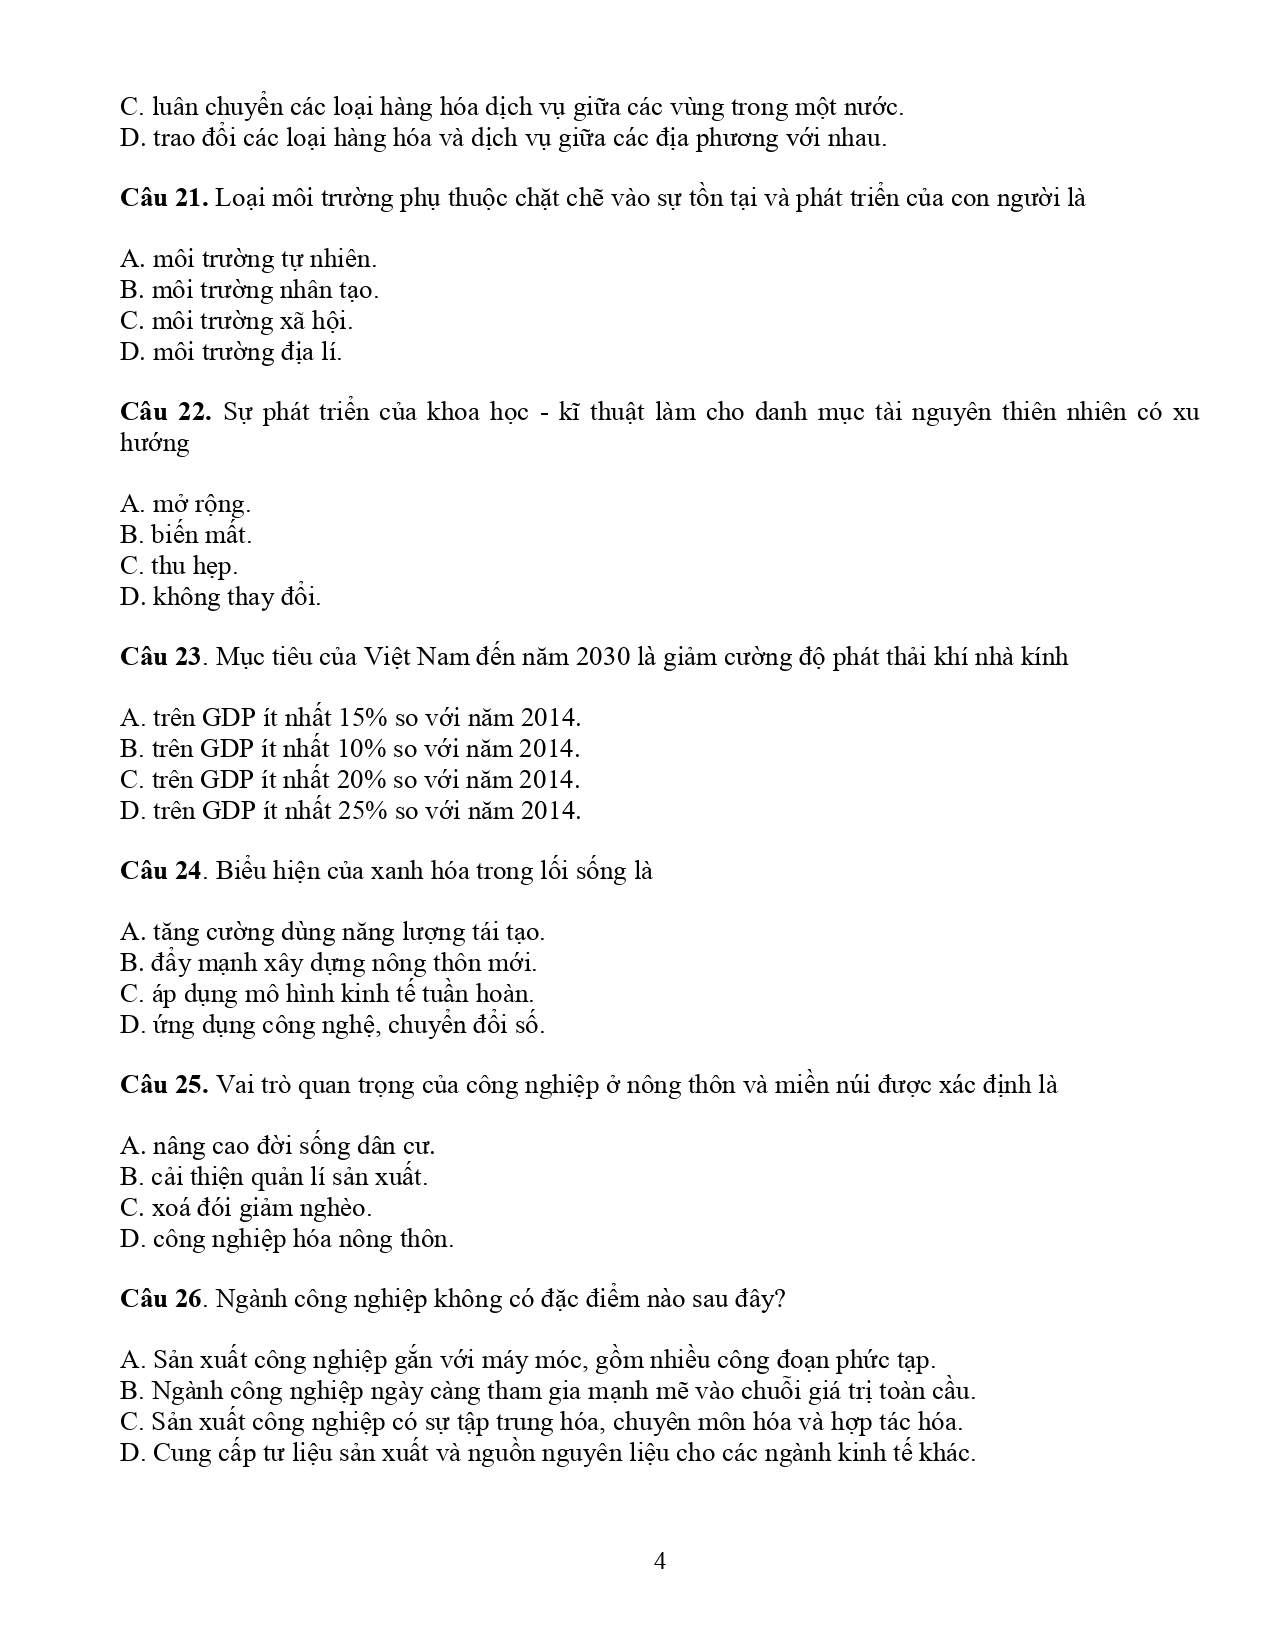 C. luân chuyển các loại hàng hóa dịch vụ giữa các vùng trong một nước.
D. trao đổi các loại hàng hóa và dịch vụ giữa các địa phương với nhau.
Câu 21. Loại môi trường phụ thuộc chặt chẽ vào sự tồn tại và phát triển của con người là
A. môi trường tự nhiên.
B. môi trường nhân tạo.
C. môi trường xã hội.
D. môi trường địa lí.
Câu 22. Sự phát triển của khoa học - kĩ thuật làm cho danh mục tài nguyên thiên nhiên có xu
hướng
A. mở rộng.
B. biến mất.
C. thu hẹp.
D. không thay đổi.
Câu 23. Mục tiêu của Việt Nam đến năm 2030 là giảm cường độ phát thải khí nhà kính
A. trên GDP ít nhất 15% so với năm 2014.
B. trên GDP ít nhất 10% so với năm 2014.
C. trên GDP ít nhất 20% so với năm 2014.
D. trên GDP ít nhất 25% so với năm 2014.
Câu 24. Biểu hiện của xanh hóa trong lối sống là
A. tăng cường dùng năng lượng tái tạo.
B. đẩy mạnh xây dựng nông thôn mới.
C. áp dụng mô hình kinh tế tuần hoàn.
D. ứng dụng công nghệ, chuyển đổi số.
Câu 25. Vai trò quan trọng của công nghiệp ở nông thôn và miền núi được xác định là
A. nâng cao đời sống dân cư.
B. cải thiện quản lí sản xuất.
C. xoá đói giảm nghèo.
D. công nghiệp hóa nông thôn.
Câu 26. Ngành công nghiệp không có đặc điểm nào sau đây?
A. Sản xuất công nghiệp gắn với máy móc, gồm nhiều công đoạn phức tạp.
B. Ngành công nghiệp ngày càng tham gia mạnh mẽ vào chuỗi giá trị toàn cầu.
C. Sản xuất công nghiệp có sự tập trung hóa, chuyên môn hóa và hợp tác hóa.
D. Cung cấp tư liệu sản xuất và nguồn nguyên liệu cho các ngành kinh tế khác.
4